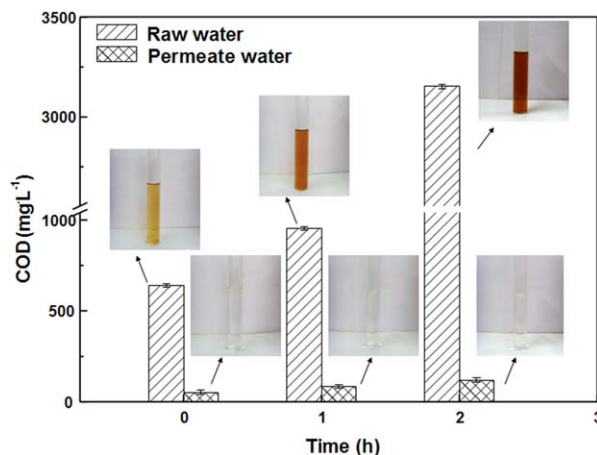 3500
Raw water
Permeate water
3000
COD (mgL⁻¹)
1000
500
0
0 1 2 3
Time (h)